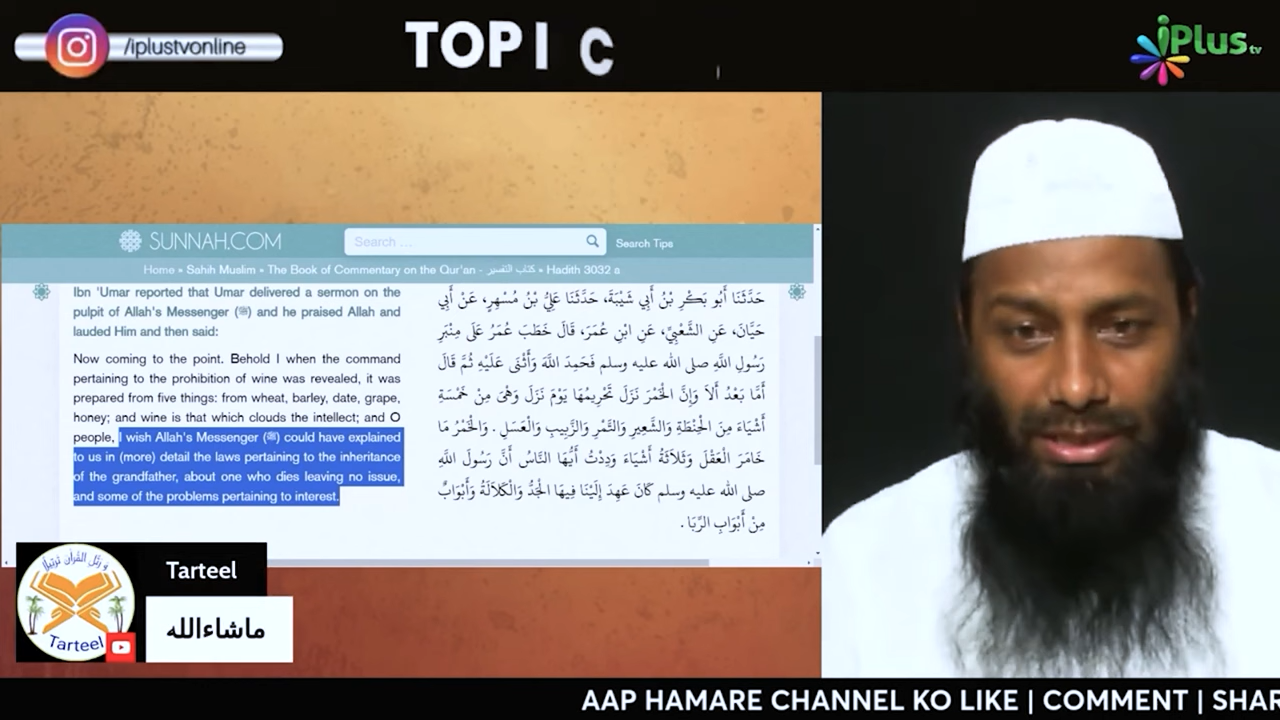 /iplustvonline
TOPIC
iPlus tv
SUNNAH.COM
Search ...
Search Tips
Home » Sahih Muslim » The Book of Commentary on the Qur'an - كتاب التفسير » Hadith 3032 a
Ibn 'Umar reported that Umar delivered a sermon on the
pulpit of Allah's Messenger (ﷺ) and he praised Allah and
lauded Him and then said:
Now coming to the point. Behold I when the command
pertaining to the prohibition of wine was revealed, it was
prepared from five things: from wheat, barley, date, grape,
honey; and wine is that which clouds the intellect; and O
people, I wish Allah's Messenger (ﷺ) could have explained
to us in (more) detail the laws pertaining to the inheritance
of the grandfather, about one who dies leaving no issue,
and some of the problems pertaining to interest.
حَدَّثَنَا أَبُو بَكْرِ بْنُ أَبِي شَيْبَةَ، حَدَّثَنَا عَلِيُّ بْنُ مُسْهِرٍ، عَنْ أَبِي
حَيَّانَ، عَنِ الشَّعْبِيِّ، عَنِ ابْنِ عُمَرَ، قَالَ خَطَبَ عُمَرُ عَلَى مِنْبَرِ
رَسُولِ اللَّهِ صلى الله عليه وسلم فَحَمِدَ اللَّهَ وَأَثْنَى عَلَيْهِ ثُمَّ قَالَ
أَمَّا بَعْدُ أَلاَ وَإِنَّ الْخَمْرَ نَزَلَ تَحْرِيمُهَا يَوْمَ نَزَلَ وَهْىَ مِنْ خَمْسَةِ
أَشْيَاءَ مِنَ الْحِنْطَةِ وَالشَّعِيرِ وَالتَّمْرِ وَالزَّبِيبِ وَالْعَسَلِ . وَالْخَمْرُ مَا
خَامَرَ الْعَقْلَ وَثَلاَثَةُ أَشْيَاءَ وَدِدْتُ أَيُّهَا النَّاسُ أَنَّ رَسُولَ اللَّهِ
صلى الله عليه وسلم كَانَ عَهِدَ إِلَيْنَا فِيهَا الْجَدُّ وَالْكَلاَلَةُ وَأَبْوَابٌ
مِنْ أَبْوَابِ الرِّبَا .
و رتل القرآن ترتيلا
Tarteel
Tarteel
ماشاءالله
AAP HAMARE CHANNEL KO LIKE | COMMENT | SHAR